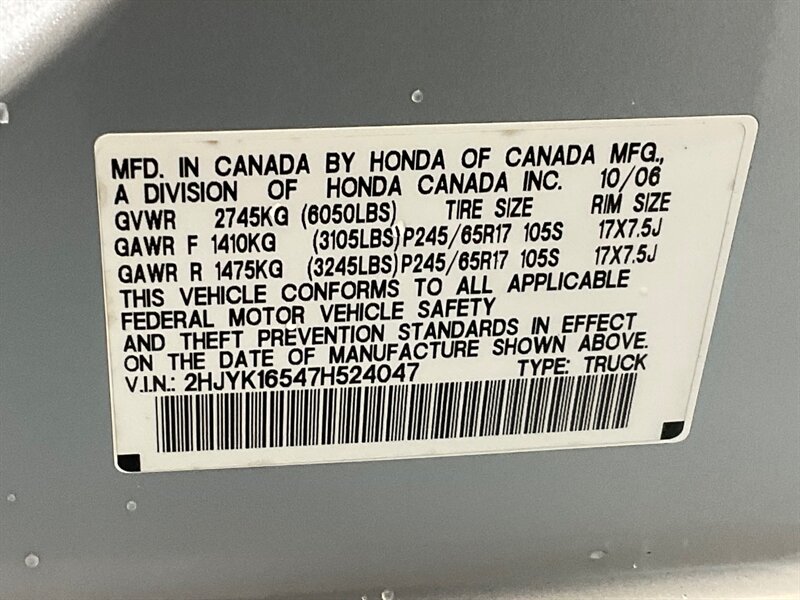 MFD. IN CANADA BY HONDA OF CANADA MFG.,
A DIVISION OF HONDA CANADA INC. 10/06
GVWR 2745KG (6050LBS) TIRE SIZE RIM SIZE
GAWR F 1410KG (3105LBS) P245/65R17 105S 17X7.5J
GAWR R 1475KG (3245LBS) P245/65R17 105S 17X7.5J
THIS VEHICLE CONFORMS TO ALL APPLICABLE
FEDERAL MOTOR VEHICLE SAFETY
AND THEFT PREVENTION STANDARDS IN EFFECT
ON THE DATE OF MANUFACTURE SHOWN ABOVE.
V.I.N.: 2HJYK16547H524047 TYPE: TRUCK